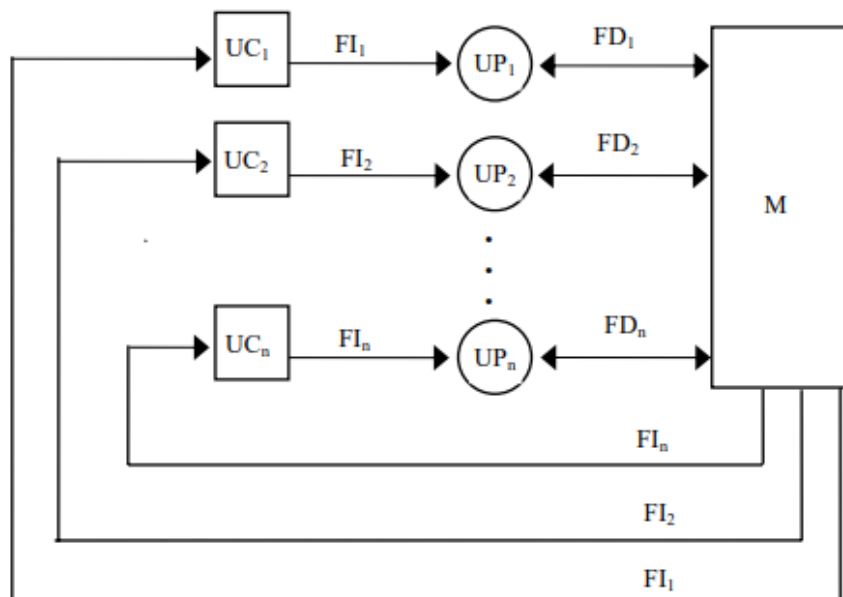 UC₁ FI₁ UP₁ FD₁
UC₂ FI₂ UP₂ FD₂
M
UCₙ FIₙ UPₙ FDₙ
FIₙ
FI₂
FI₁